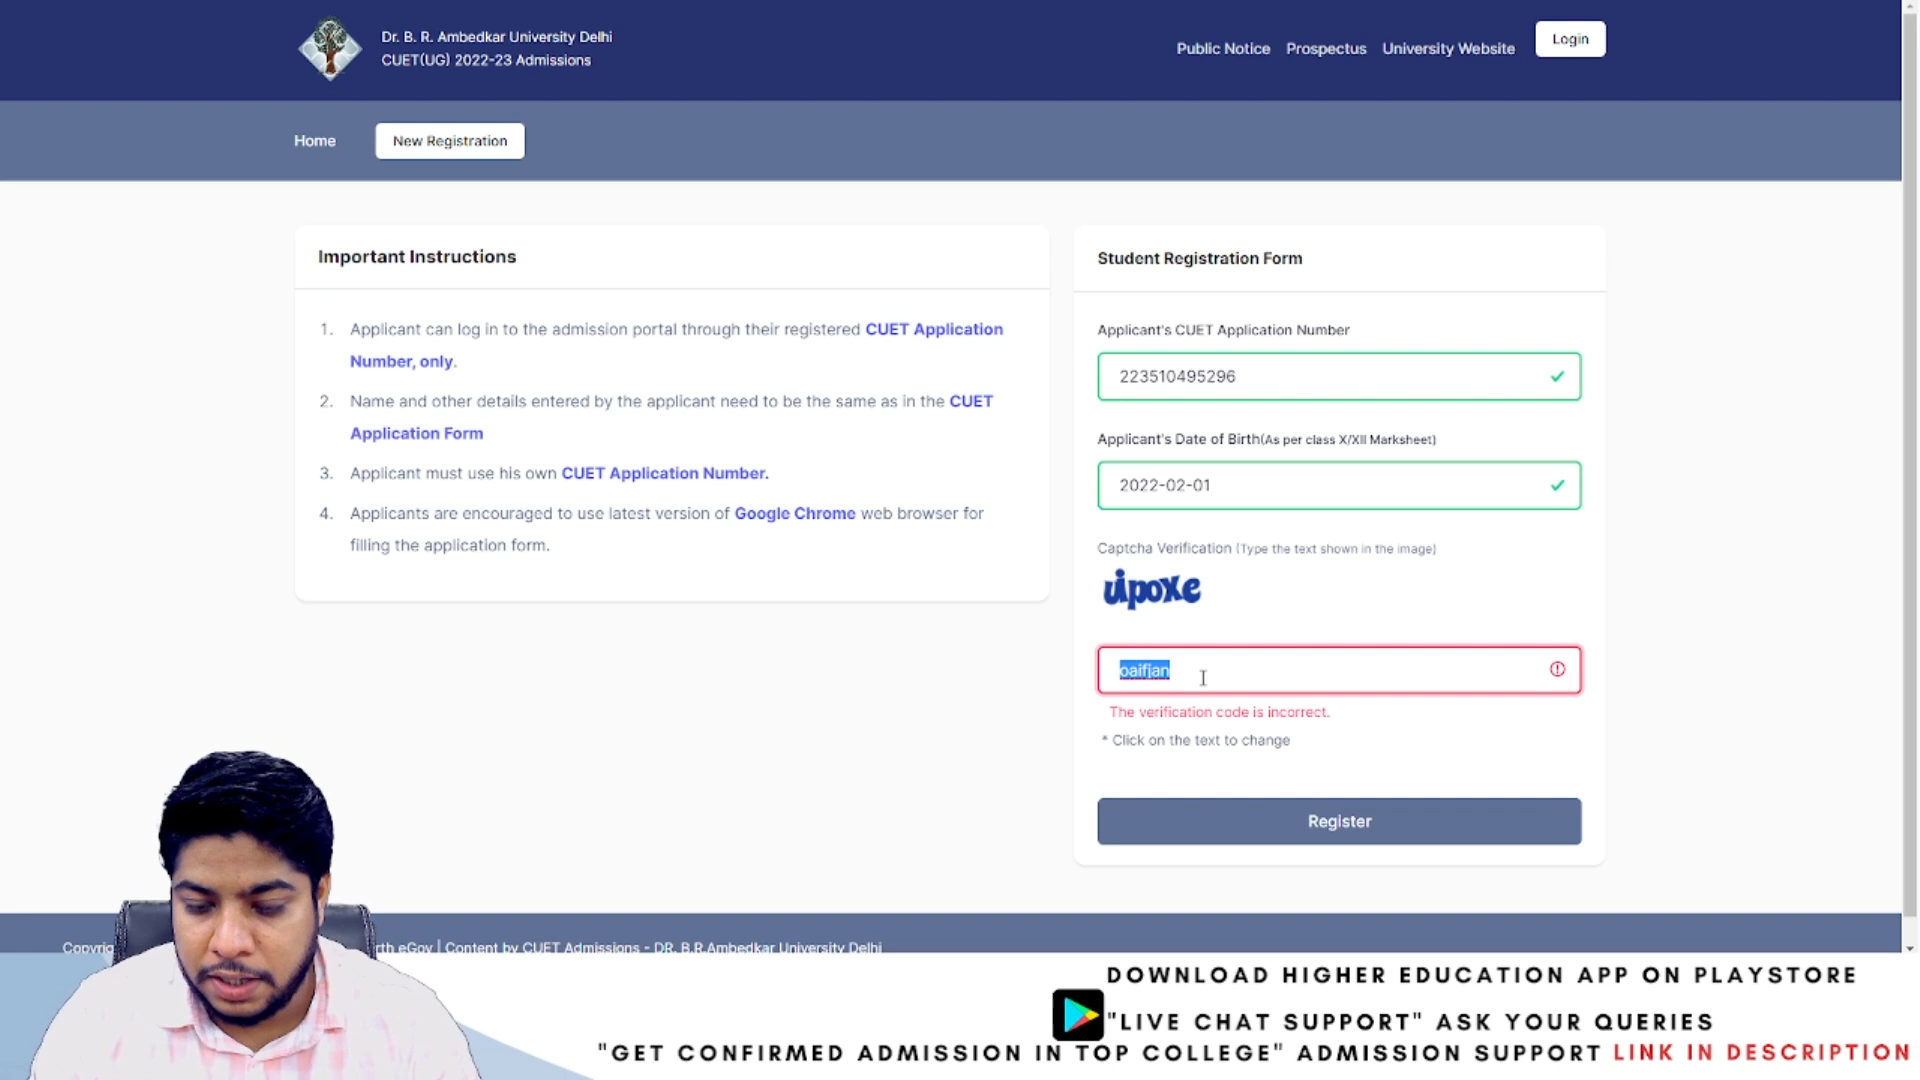 Dr. B. R. Ambedkar University Delhi
CUET(UG) 2022-23 Admissions
Public Notice
Prospectus
University Website
Login
Home
New Registration
Important Instructions
1. Applicant can log in to the admission portal through their registered CUET Application
Number, only.
2. Name and other details entered by the applicant need to be the same as in the CUET
Application Form
3. Applicant must use his own CUET Application Number.
4. Applicants are encouraged to use latest version of Google Chrome web browser for
filling the application form.
Student Registration Form
Applicant's CUET Application Number
223510495296
Applicant's Date of Birth(As per class X/XII Marksheet)
2022-02-01
Captcha Verification (Type the text shown in the image)
uipoxe
oaifjan
The verification code is incorrect.
* Click on the text to change
Register
eGov | Content by CUET Admissions - DR. B.R.Ambedkar University Delhi
DOWNLOAD HIGHER EDUCATION APP ON PLAYSTORE
"LIVE CHAT SUPPORT" ASK YOUR QUERIES
"GET CONFIRMED ADMISSION IN TOP COLLEGE" ADMISSION SUPPORT LINK IN DESCRIPTION